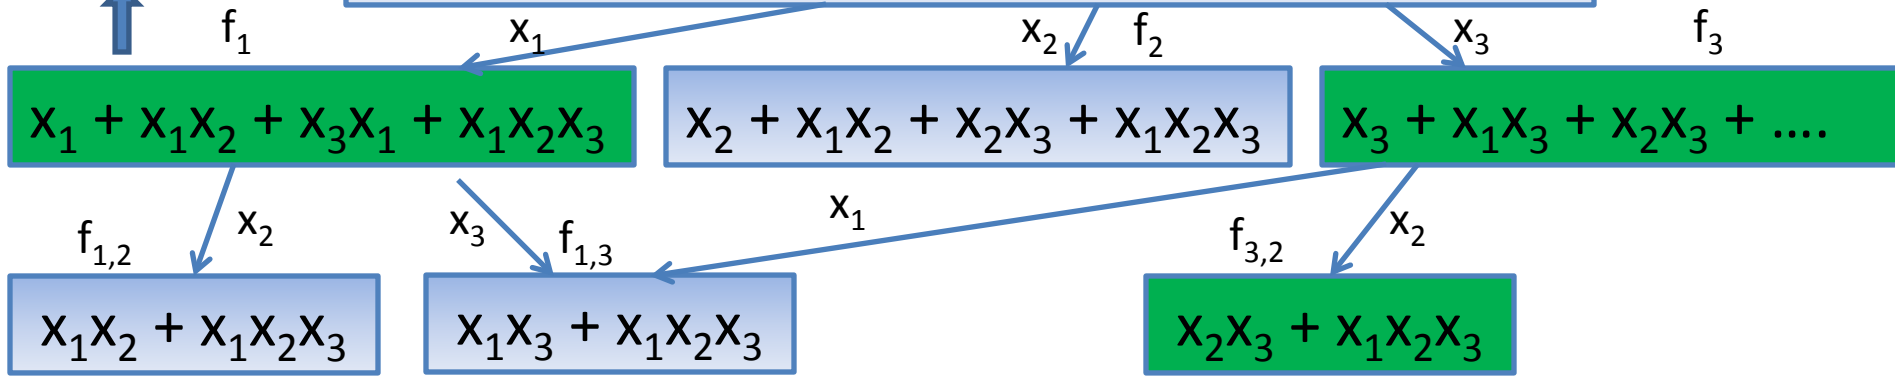 f₁ x₁ x₂ f₂ x₃ f₃
x₁ + x₁x₂ + x₃x₁ + x₁x₂x₃
x₂ + x₁x₂ + x₂x₃ + x₁x₂x₃
x₃ + x₁x₃ + x₂x₃ + ....
f₁,₂ x₂ x₃ f₁,₃ x₁ f₃,₂ x₂
x₁x₂ + x₁x₂x₃
x₁x₃ + x₁x₂x₃
x₂x₃ + x₁x₂x₃